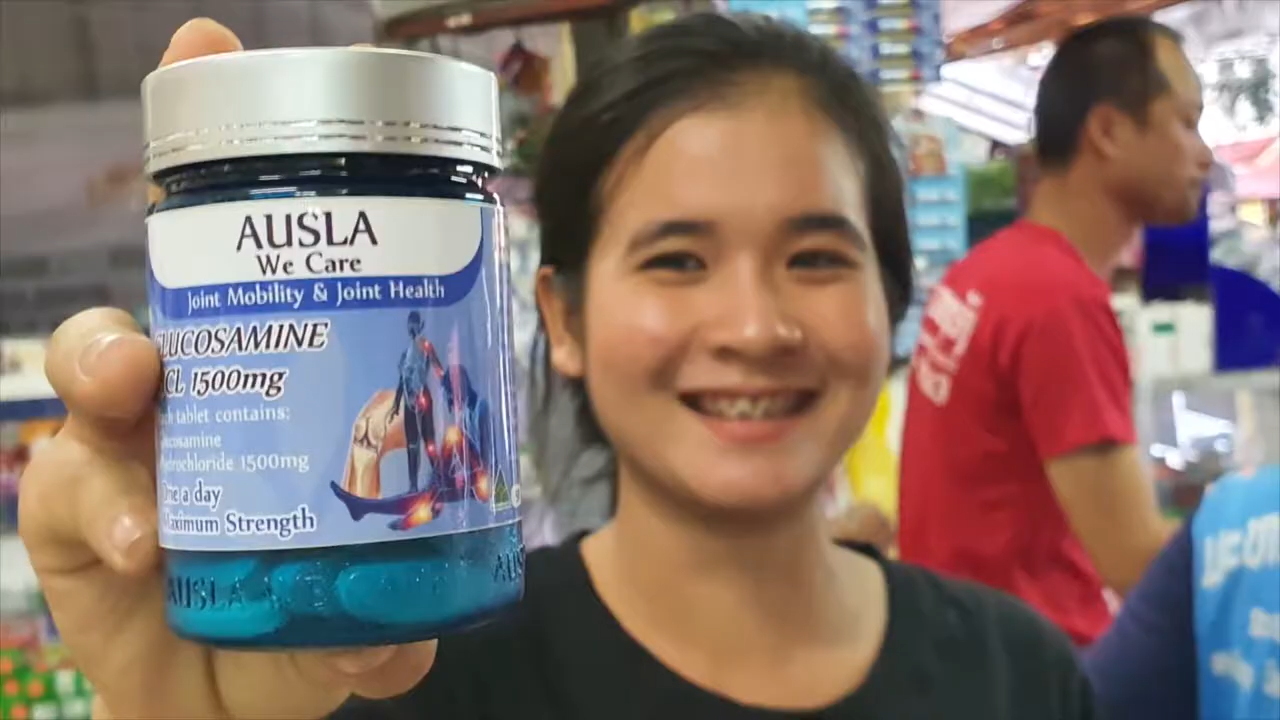 AUSLA
We Care
Joint Mobility & Joint Health
LUCOSAMINE
CL 1500mg
tablet contains:
ucosamine
ydrochloride 1500mg
One a day
Maximum Strength
AUSLA
AUS